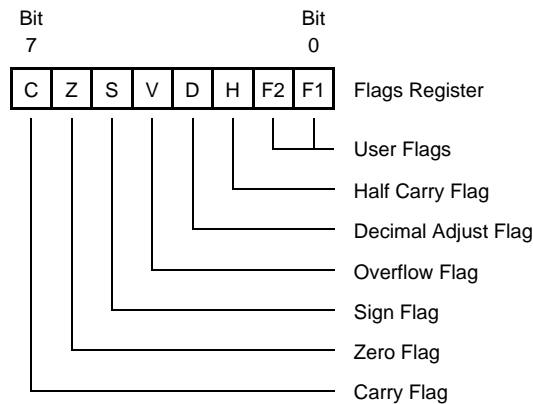 Bit Bit
7 0
C Z S V D H F2 F1 Flags Register
User Flags
Half Carry Flag
Decimal Adjust Flag
Overflow Flag
Sign Flag
Zero Flag
Carry Flag